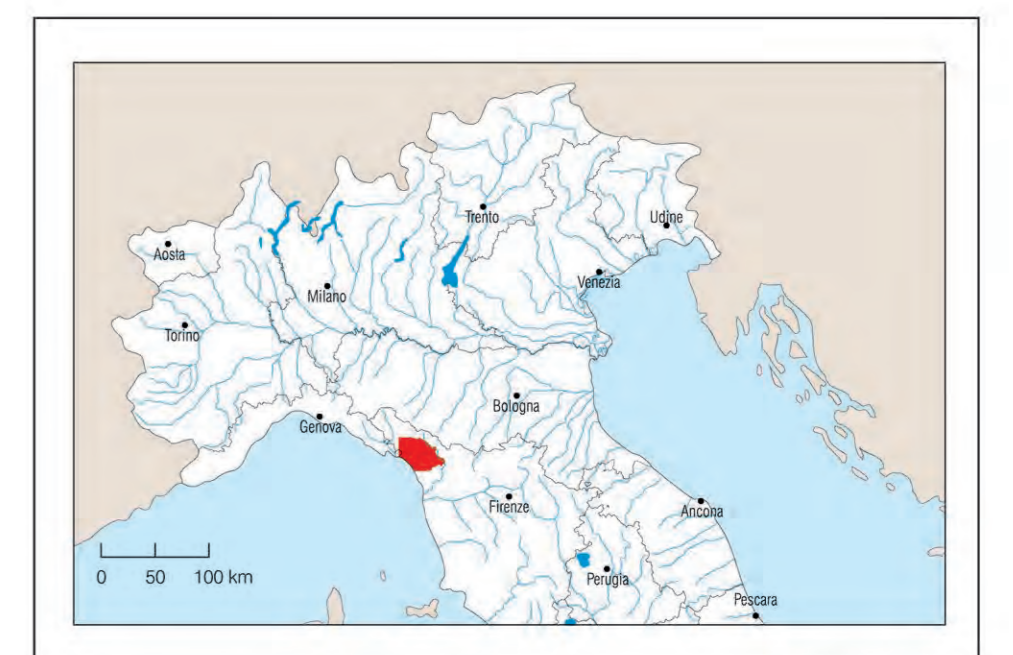 Trento
Udine
Aosta
Venezia
Milano
Torino
Bologna
Genova
Firenze
Ancona
0 50 100 km
Perugia
Pescara